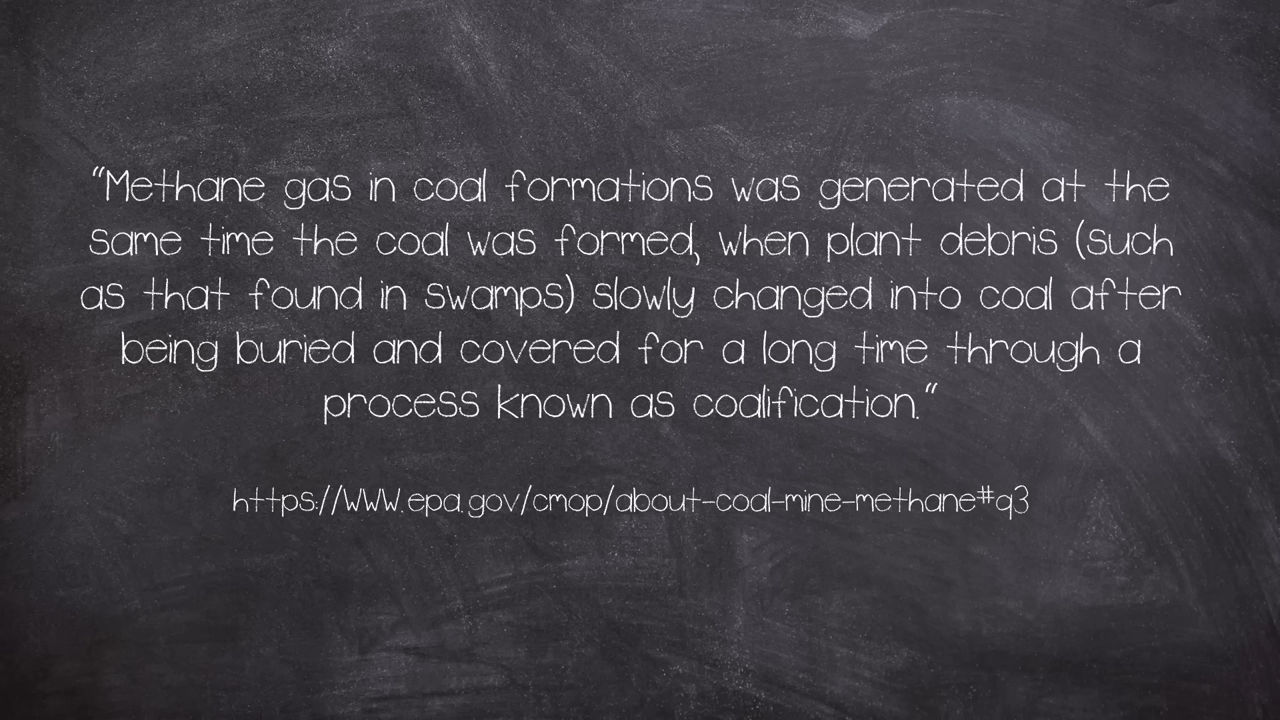 “Methane gas in coal formations was generated at the
same time the coal was formed, when plant debris (such
as that found in swamps) slowly changed into coal after
being buried and covered for a long time through a
process known as coalification.“
https://www.epa.gov/cmop/about-coal-mine-methane#q3